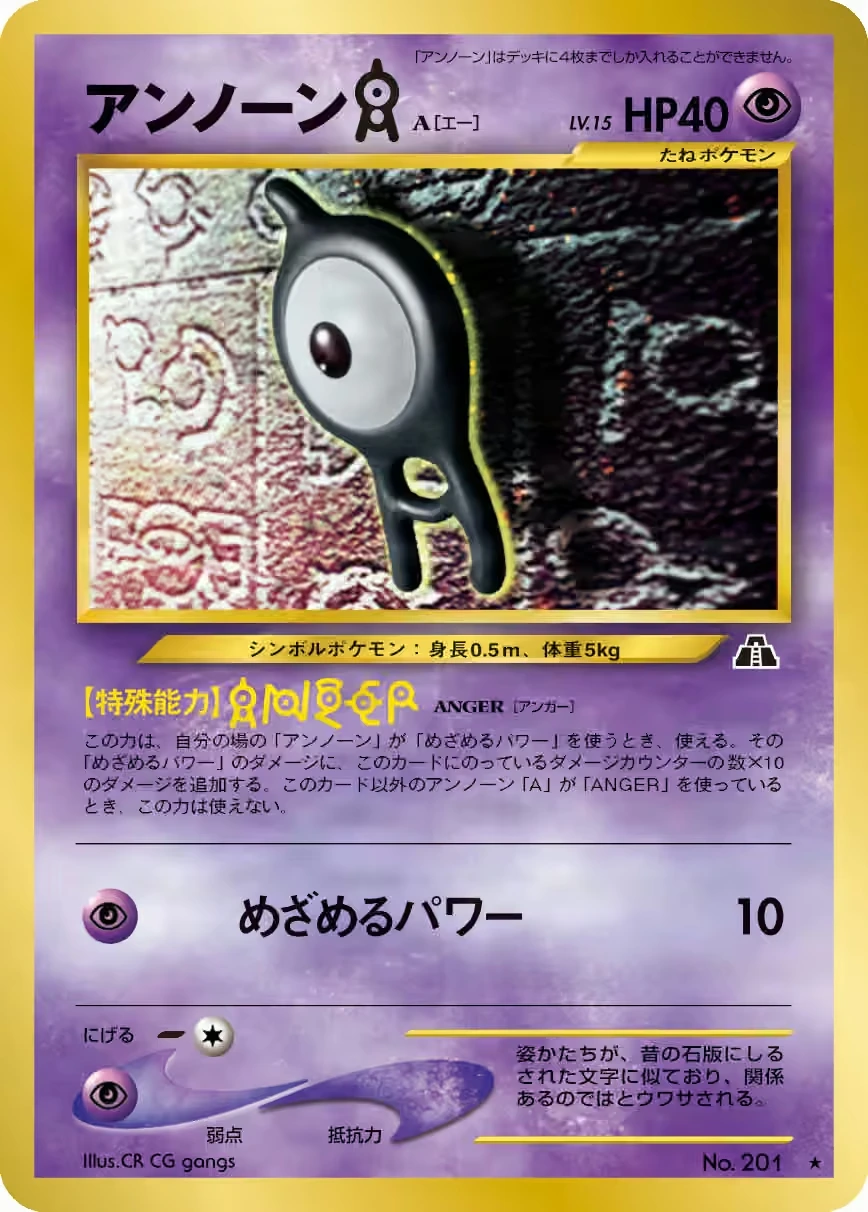 「アンノーン」はデッキに4枚までしか入れることができません。
アンノーン A [エー] LV.15 HP40
たねポケモン
シンボルポケモン：身長0.5m、体重5kg
【特殊能力】ANGER ANGER [アンガー]
この力は、自分の場の「アンノーン」が「めざめるパワー」を使うとき、使える。その
「めざめるパワー」のダメージに、このカードにのっているダメージカウンターの数×10
のダメージを追加する。このカード以外のアンノーン「A」が「ANGER」を使っている
とき、この力は使えない。
めざめるパワー 10
にげる
姿かたちが、昔の石版にしる
された文字に似ており、関係
あるのではとウワサされる。
弱点 抵抗力
Illus.CR CG gangs No. 201 ★